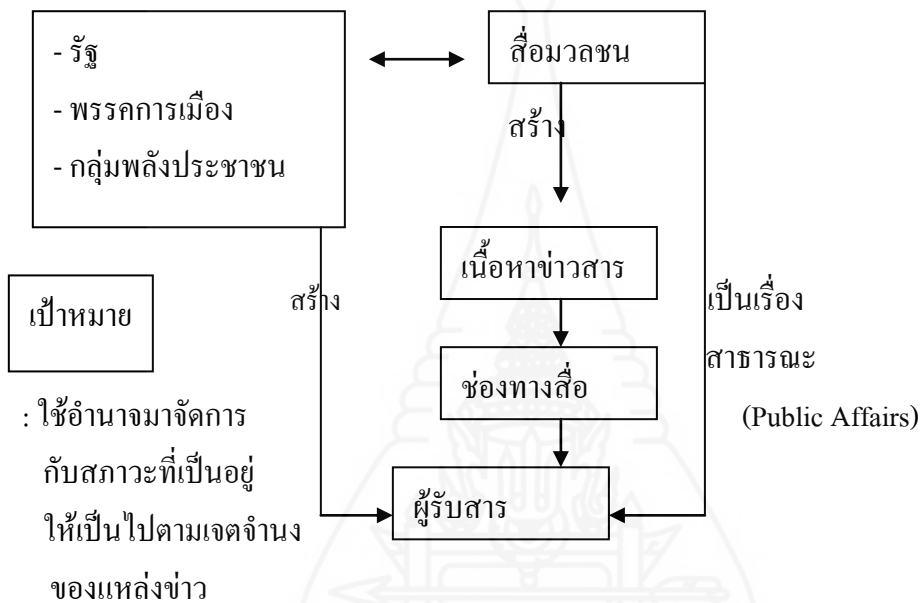 - รัฐ
- พรรคการเมือง
- กลุ่มพลังประชาชน
สื่อมวลชน
สร้าง
เนื้อหาข่าวสาร
สร้าง
เป็นเรื่อง
สาธารณะ
(Public Affairs)
เป้าหมาย
ช่องทางสื่อ
: ใช้อำนาจมาจัดการ
กับสภาวะที่เป็นอยู่
ให้เป็นไปตามเจตจำนง
ของแหล่งข่าว
ผู้รับสาร